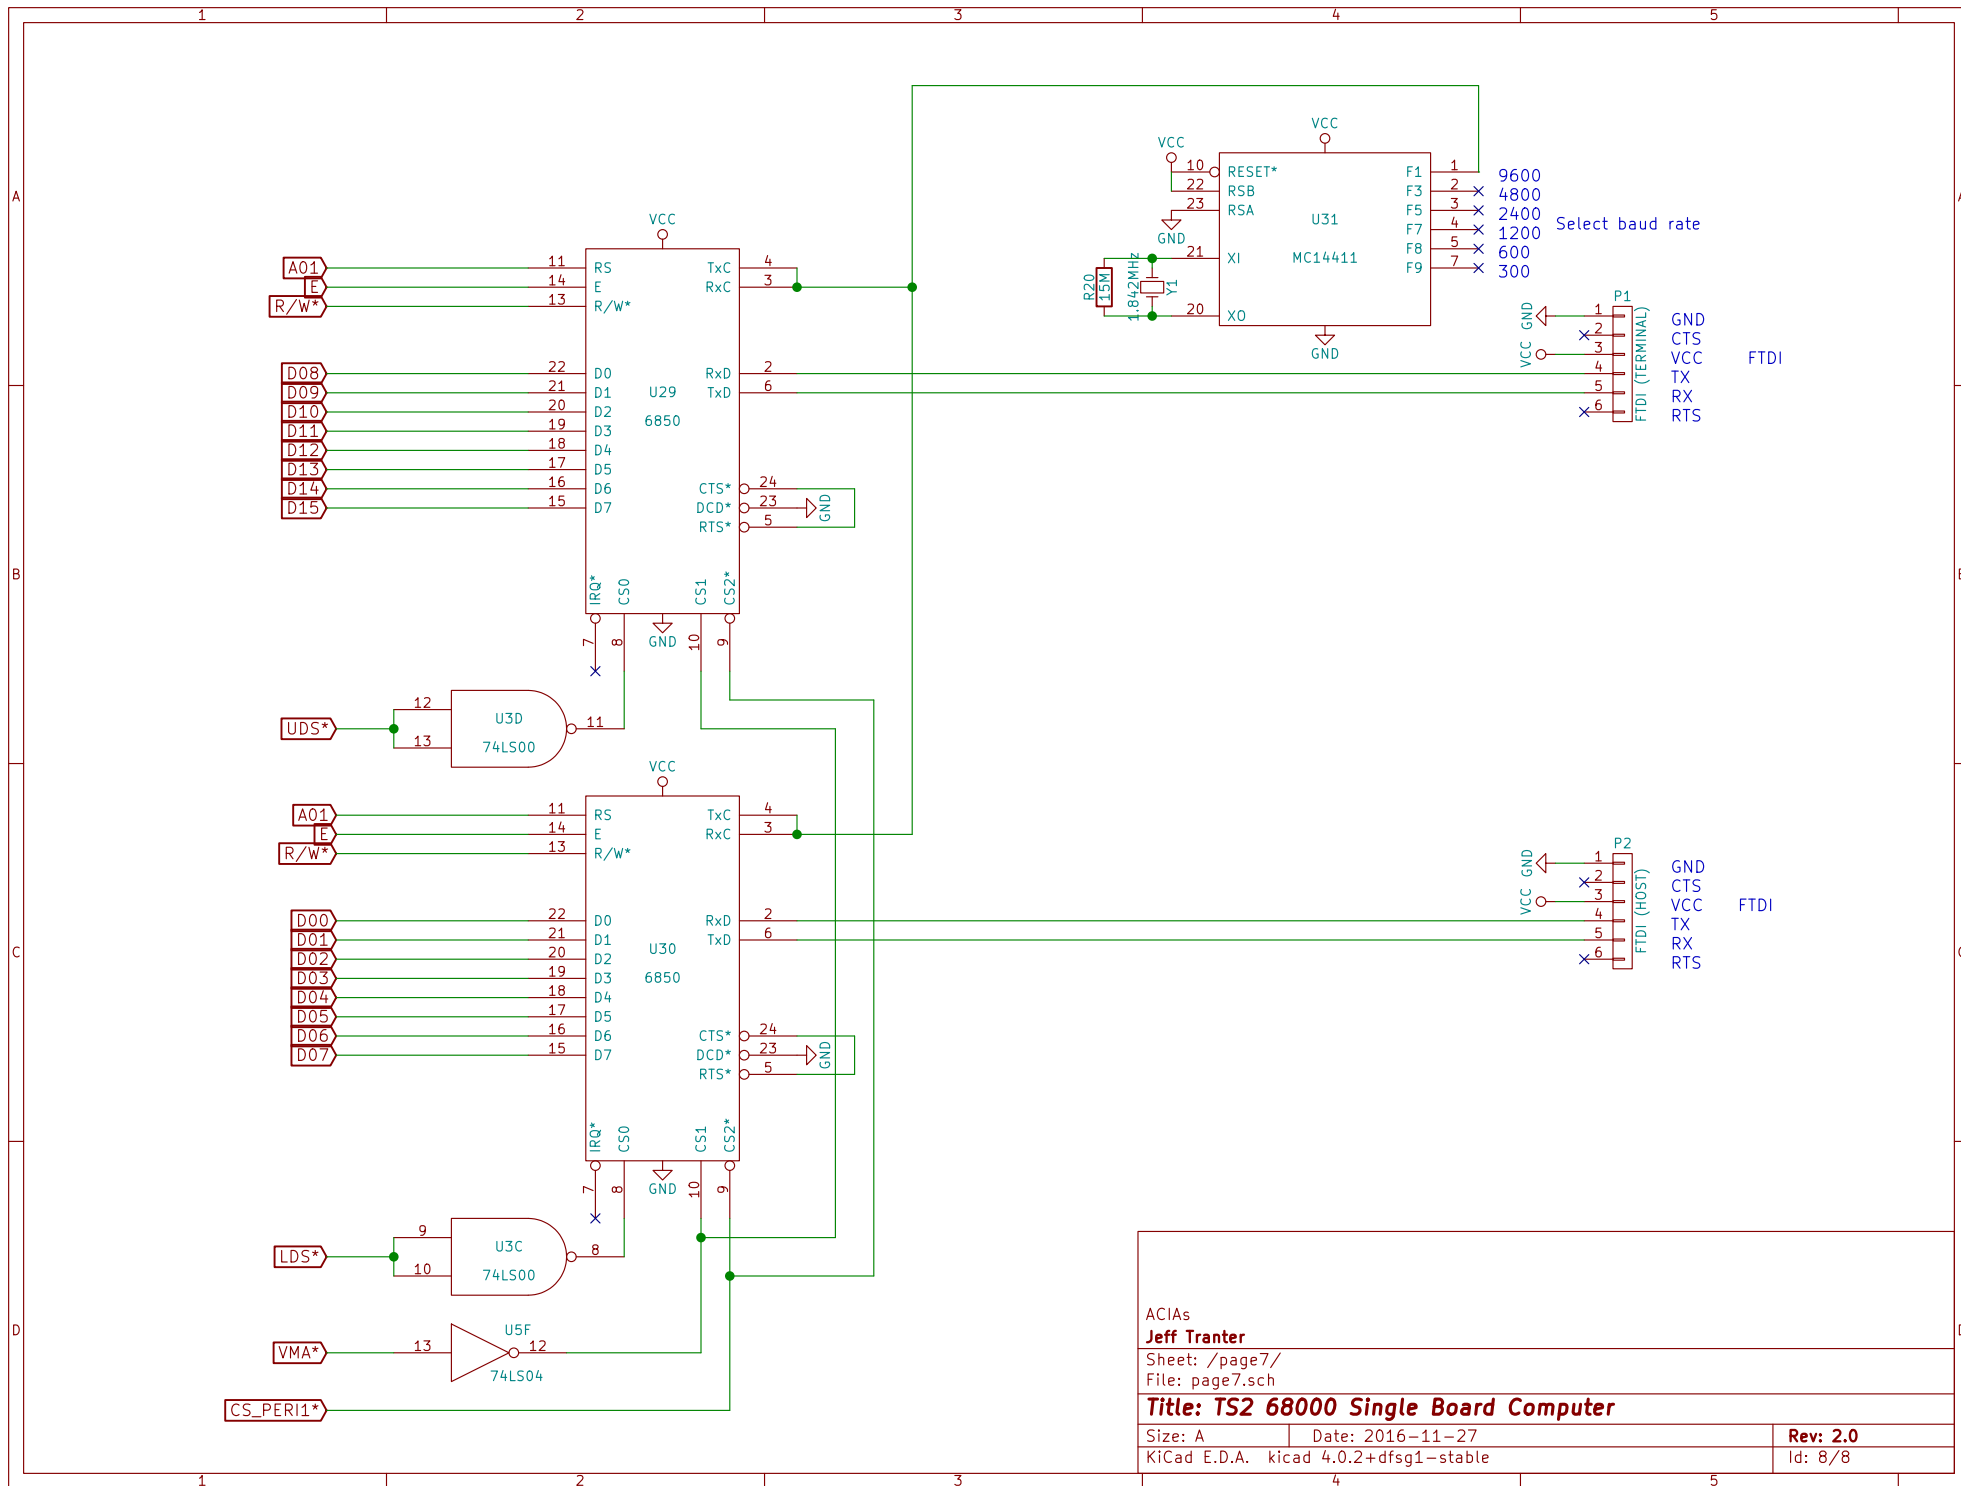 1 2 3 4 5
A
B
C
D
VCC
A01 11 RS TxC 4
E 14 E RxC 3
R/W* 13 R/W*
D08 22 D0 RxD 2
D09 21 D1 TxD 6
D10 20 D2
D11 19 D3
D12 18 D4
D13 17 D5
D14 16 D6
D15 15 D7
U29
6850
CTS* 24
DCD* 23 GND
RTS* 5
IRQ* CS0 CS1 CS2*
7 8 GND 10 9
UDS* 12 13 U3D 74LS00 11
VCC
VCC
10 RESET* F1 1 9600
22 RSB F3 2 4800
23 RSA F5 3 2400
GND
F7 4 1200
21 XI F8 5 600
F9 7 300
20 XO
U31
MC14411
GND
Select baud rate
R20 15M
1.842MHz Y1
P1
FTDI (TERMINAL)
GND 1 GND
2 CTS
VCC 3 VCC FTDI
4 TX
5 RX
6 RTS
VCC
A01 11 RS TxC 4
E 14 E RxC 3
R/W* 13 R/W*
D00 22 D0 RxD 2
D01 21 D1 TxD 6
D02 20 D2
D03 19 D3
D04 18 D4
D05 17 D5
D06 16 D6
D07 15 D7
U30
6850
CTS* 24
DCD* 23 GND
RTS* 5
IRQ* CS0 CS1 CS2*
7 8 GND 10 9
P2
FTDI (HOST)
GND 1 GND
2 CTS
VCC 3 VCC FTDI
4 TX
5 RX
6 RTS
LDS* 9 10 U3C 74LS00 8
VMA* 13 U5F 74LS04 12
CS_PERI1*
ACIAs
Jeff Tranter
Sheet: /page7/
File: page7.sch
Title: TS2 68000 Single Board Computer
Size: A Date: 2016-11-27 Rev: 2.0
KiCad E.D.A. kicad 4.0.2+dfsg1-stable Id: 8/8
1 2 3 4 5